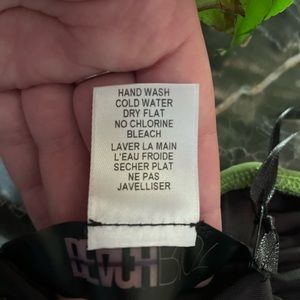 HAND WASH
COLD WATER
DRY FLAT
NO CHLORINE
BLEACH
LAVER LA MAIN
L'EAU FROIDE
SECHER PLAT
NE PAS
JAVELLISER
BEACH